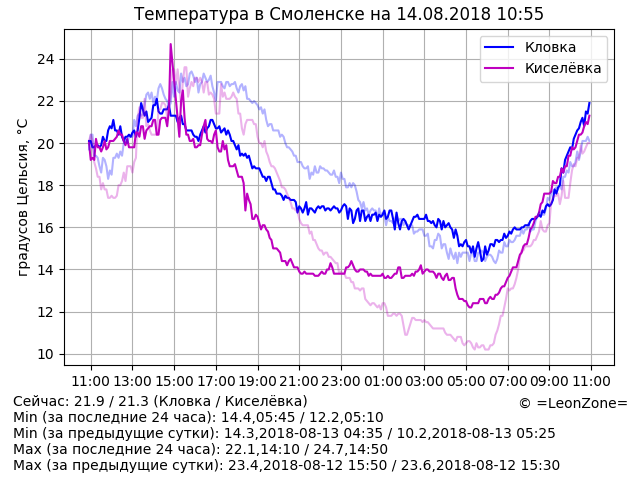 Температура в Смоленске на 14.08.2018 10:55
Кловка
Киселёвка
градусов Цельсия, °C
24
22
20
18
16
14
12
10
11:00 13:00 15:00 17:00 19:00 21:00 23:00 01:00 03:00 05:00 07:00 09:00 11:00
Сейчас: 21.9 / 21.3 (Кловка / Киселёвка)
© =LeonZone=
Min (за последние 24 часа): 14.4,05:45 / 12.2,05:10
Min (за предыдущие сутки): 14.3,2018-08-13 04:35 / 10.2,2018-08-13 05:25
Max (за последние 24 часа): 22.1,14:10 / 24.7,14:50
Max (за предыдущие сутки): 23.4,2018-08-12 15:50 / 23.6,2018-08-12 15:30